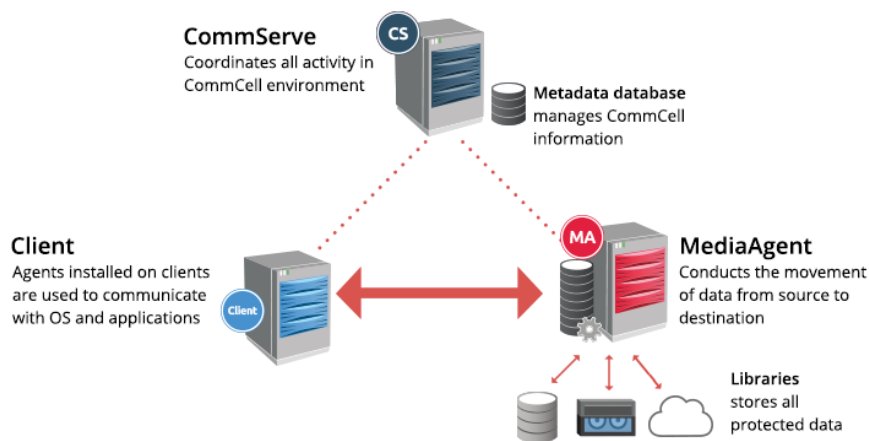 CommServe
Coordinates all activity in
CommCell environment
CS
Metadata database
manages CommCell
information
Client
Agents installed on clients
are used to communicate
with OS and applications
Client
MA
MediaAgent
Conducts the movement
of data from source to
destination
Libraries
stores all
protected data